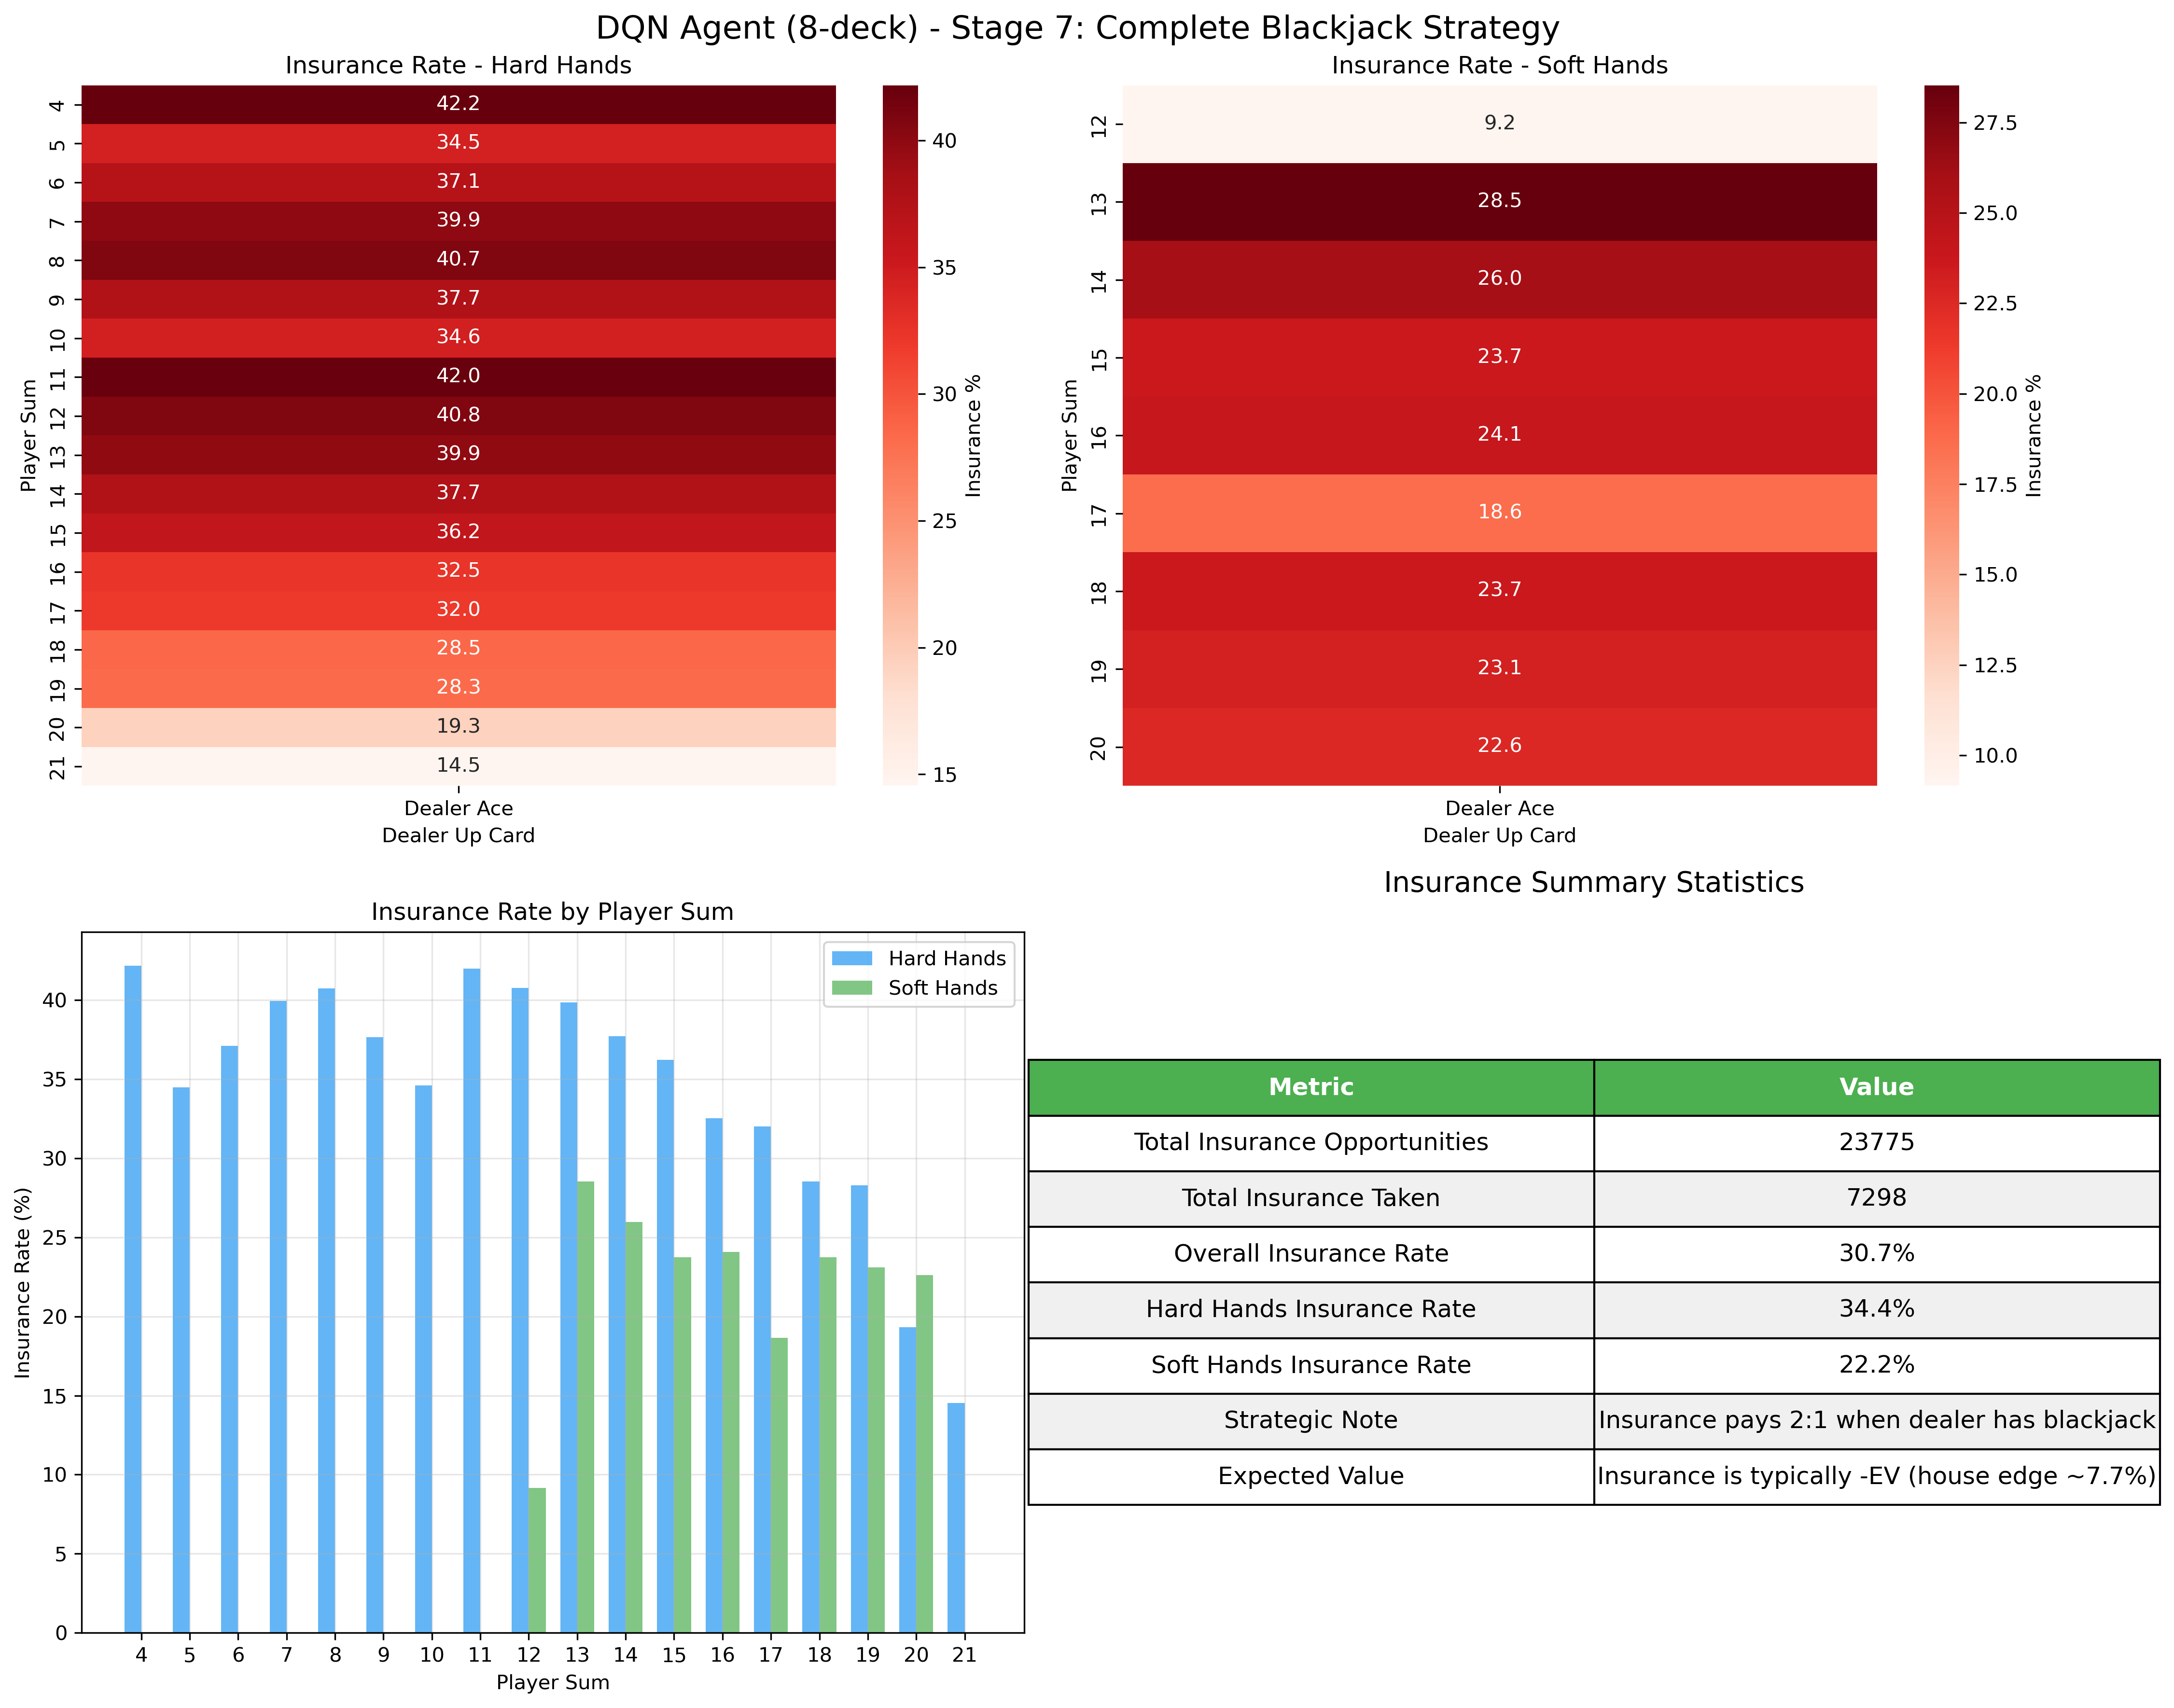 DQN Agent (8-deck) - Stage 7: Complete Blackjack Strategy
Insurance Rate - Hard Hands
Player Sum
4 42.2
5 34.5
6 37.1
7 39.9
8 40.7
9 37.7
10 34.6
11 42.0
12 40.8
13 39.9
14 37.7
15 36.2
16 32.5
17 32.0
18 28.5
19 28.3
20 19.3
21 14.5
Dealer Ace
Dealer Up Card
40
35
30
25
20
15
Insurance %
Insurance Rate - Soft Hands
Player Sum
12 9.2
13 28.5
14 26.0
15 23.7
16 24.1
17 18.6
18 23.7
19 23.1
20 22.6
Dealer Ace
Dealer Up Card
27.5
25.0
22.5
20.0
17.5
15.0
12.5
10.0
Insurance %
Insurance Rate by Player Sum
Insurance Rate (%)
40
35
30
25
20
15
10
5
0
Hard Hands
Soft Hands
4 5 6 7 8 9 10 11 12 13 14 15 16 17 18 19 20 21
Player Sum
Insurance Summary Statistics
Metric Value
Total Insurance Opportunities 23775
Total Insurance Taken 7298
Overall Insurance Rate 30.7%
Hard Hands Insurance Rate 34.4%
Soft Hands Insurance Rate 22.2%
Strategic Note Insurance pays 2:1 when dealer has blackjack
Expected Value Insurance is typically -EV (house edge ~7.7%)